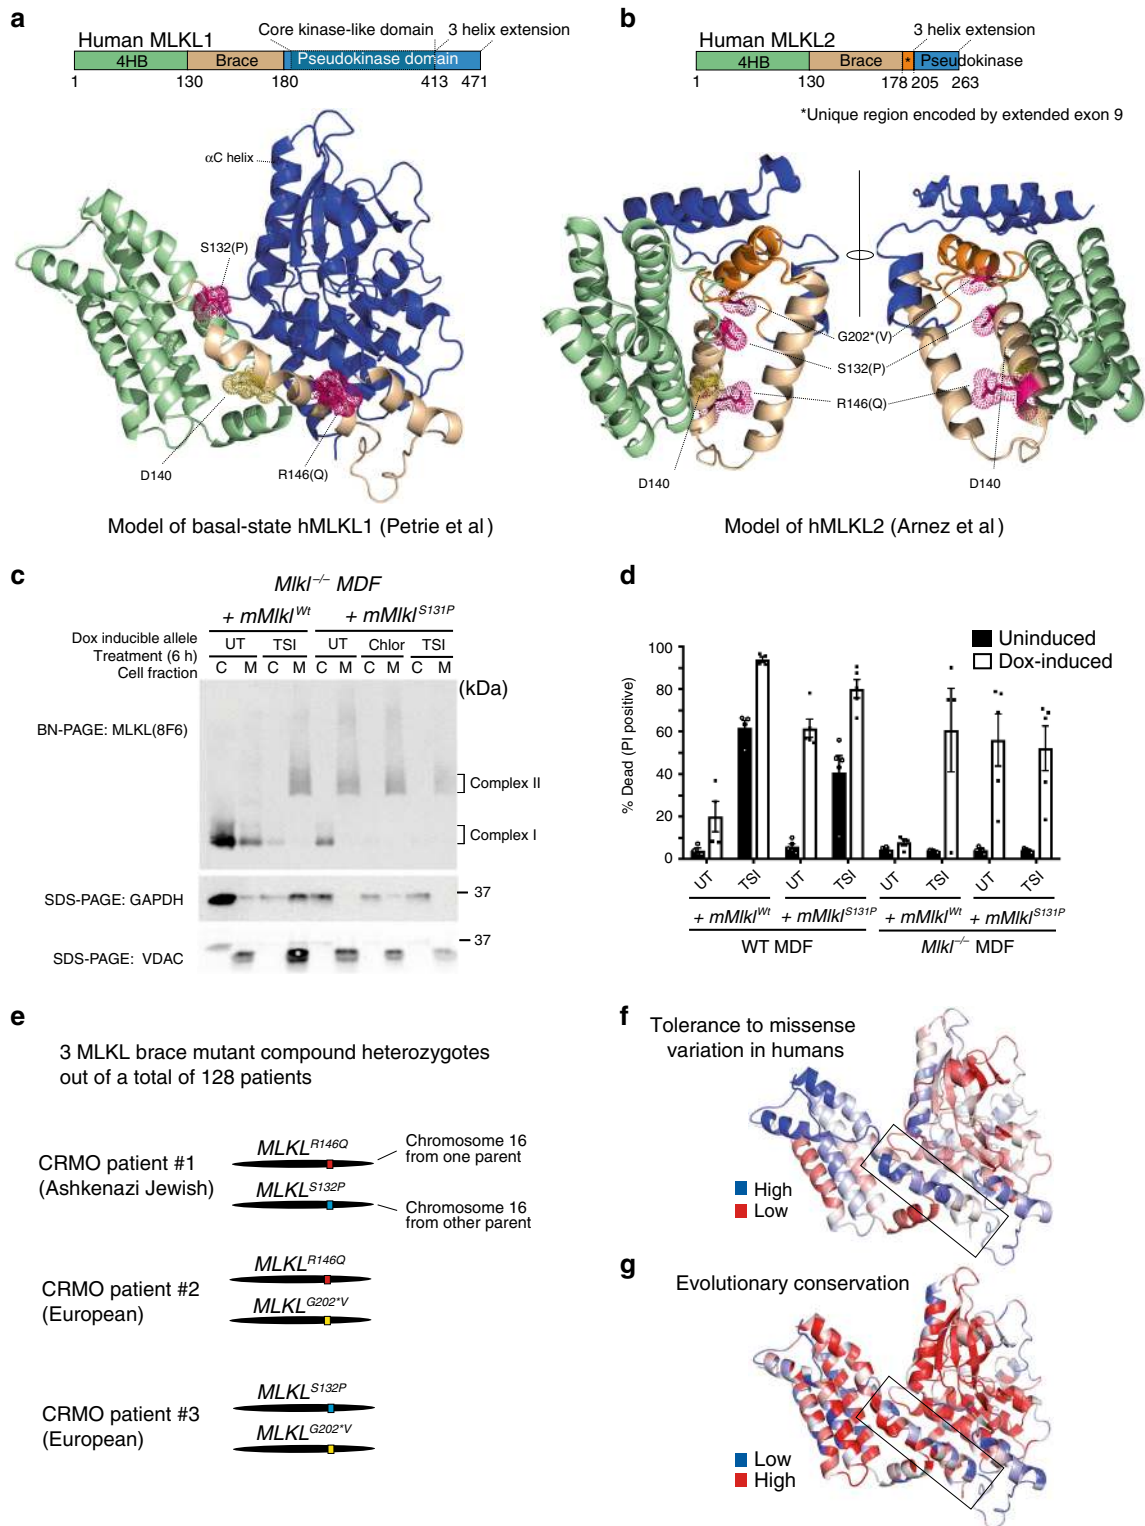 a
Core kinase-like domain
3 helix extension
Human MLKL1
4HB
Brace
Pseudokinase domain
1
130
180
413
471
αC helix
S132(P)
D140
R146(Q)
Model of basal-state hMLKL1 (Petrie et al)
b
3 helix extension
Human MLKL2
4HB
Brace
*
Pseudokinase
1
130
178
205
263
*Unique region encoded by extended exon 9
G202*(V)
S132(P)
R146(Q)
D140
D140
Model of hMLKL2 (Arnez et al)
c
Mlkl–/– MDF
+ mMlklWt
+ mMlklS131P
Dox inducible allele
Treatment (6 h)
UT TSI UT Chlor TSI
Cell fraction
C M C M C M C M C M
(kDa)
BN-PAGE: MLKL(8F6)
Complex II
Complex I
SDS-PAGE: GAPDH
37
SDS-PAGE: VDAC
37
d
Uninduced
Dox-induced
% Dead (PI positive)
100
80
60
40
20
0
UT TSI UT TSI UT TSI UT TSI
+ mMlklWt
+ mMlklS131P
+ mMlklWt
+ mMlklS131P
WT MDF
Mlkl–/– MDF
e
3 MLKL brace mutant compound heterozygotes
out of a total of 128 patients
CRMO patient #1
(Ashkenazi Jewish)
MLKLR146Q
Chromosome 16
from one parent
MLKLS132P
Chromosome 16
from other parent
CRMO patient #2
(European)
MLKLR146Q
MLKLG202*V
CRMO patient #3
(European)
MLKLS132P
MLKLG202*V
f
Tolerance to missense
variation in humans
High
Low
g
Evolutionary conservation
Low
High